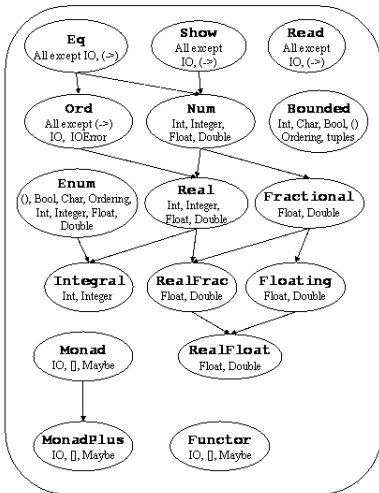 Eq
All except IO, (->)
Show
All except
IO, (->)
Read
All except
IO, (->)
Ord
All except (->)
IO, IOError
Num
Int, Integer,
Float, Double
Bounded
Int, Char, Bool, ()
Ordering, tuples
Enum
(), Bool, Char, Ordering,
Int, Integer, Float,
Double
Real
Int, Integer,
Float, Double
Fractional
Float, Double
Integral
Int, Integer
RealFrac
Float, Double
Floating
Float, Double
Monad
IO, [], Maybe
RealFloat
Float, Double
MonadPlus
IO, [], Maybe
Functor
IO, [], Maybe